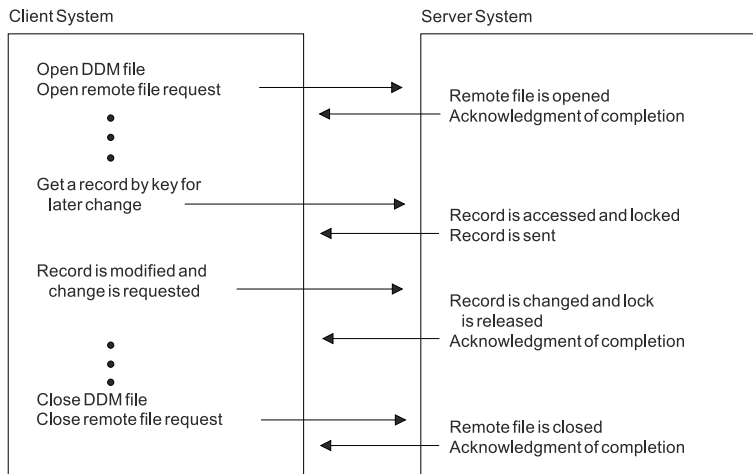 Client System
Server System
Open DDM file
Open remote file request
Remote file is opened
Acknowledgment of completion
Get a record by key for
later change
Record is accessed and locked
Record is sent
Record is modified and
change is requested
Record is changed and lock
is released
Acknowledgment of completion
Close DDM file
Close remote file request
Remote file is closed
Acknowledgment of completion